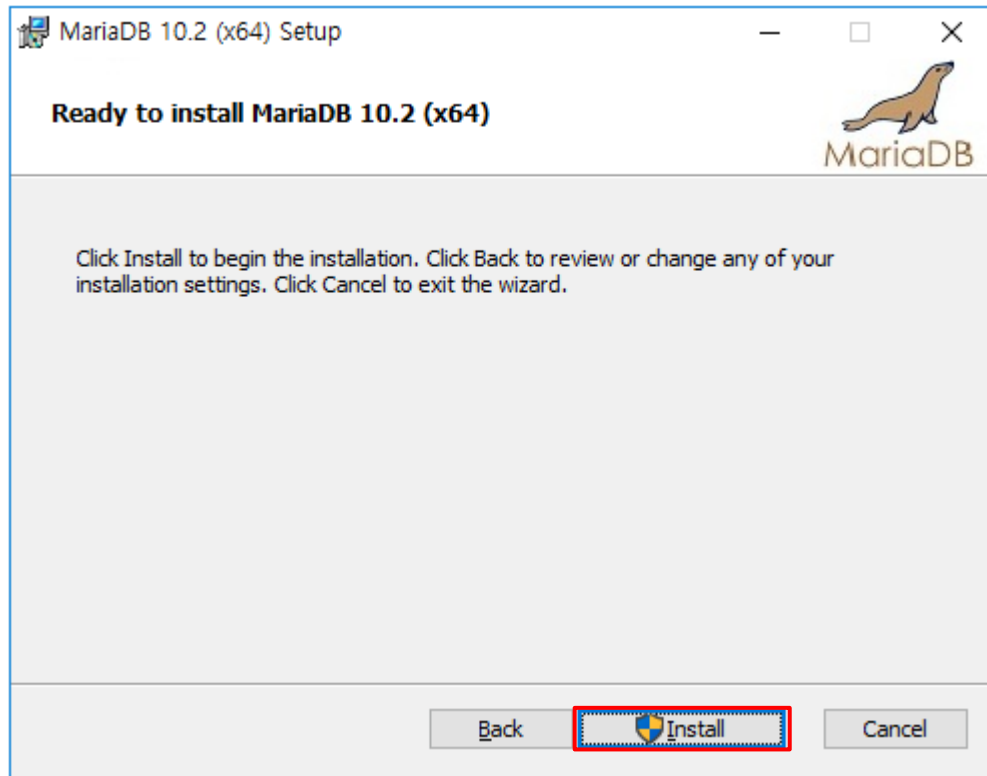 MariaDB 10.2 (x64) Setup
Ready to install MariaDB 10.2 (x64)
MariaDB
Click Install to begin the installation. Click Back to review or change any of your
installation settings. Click Cancel to exit the wizard.
Back
Install
Cancel